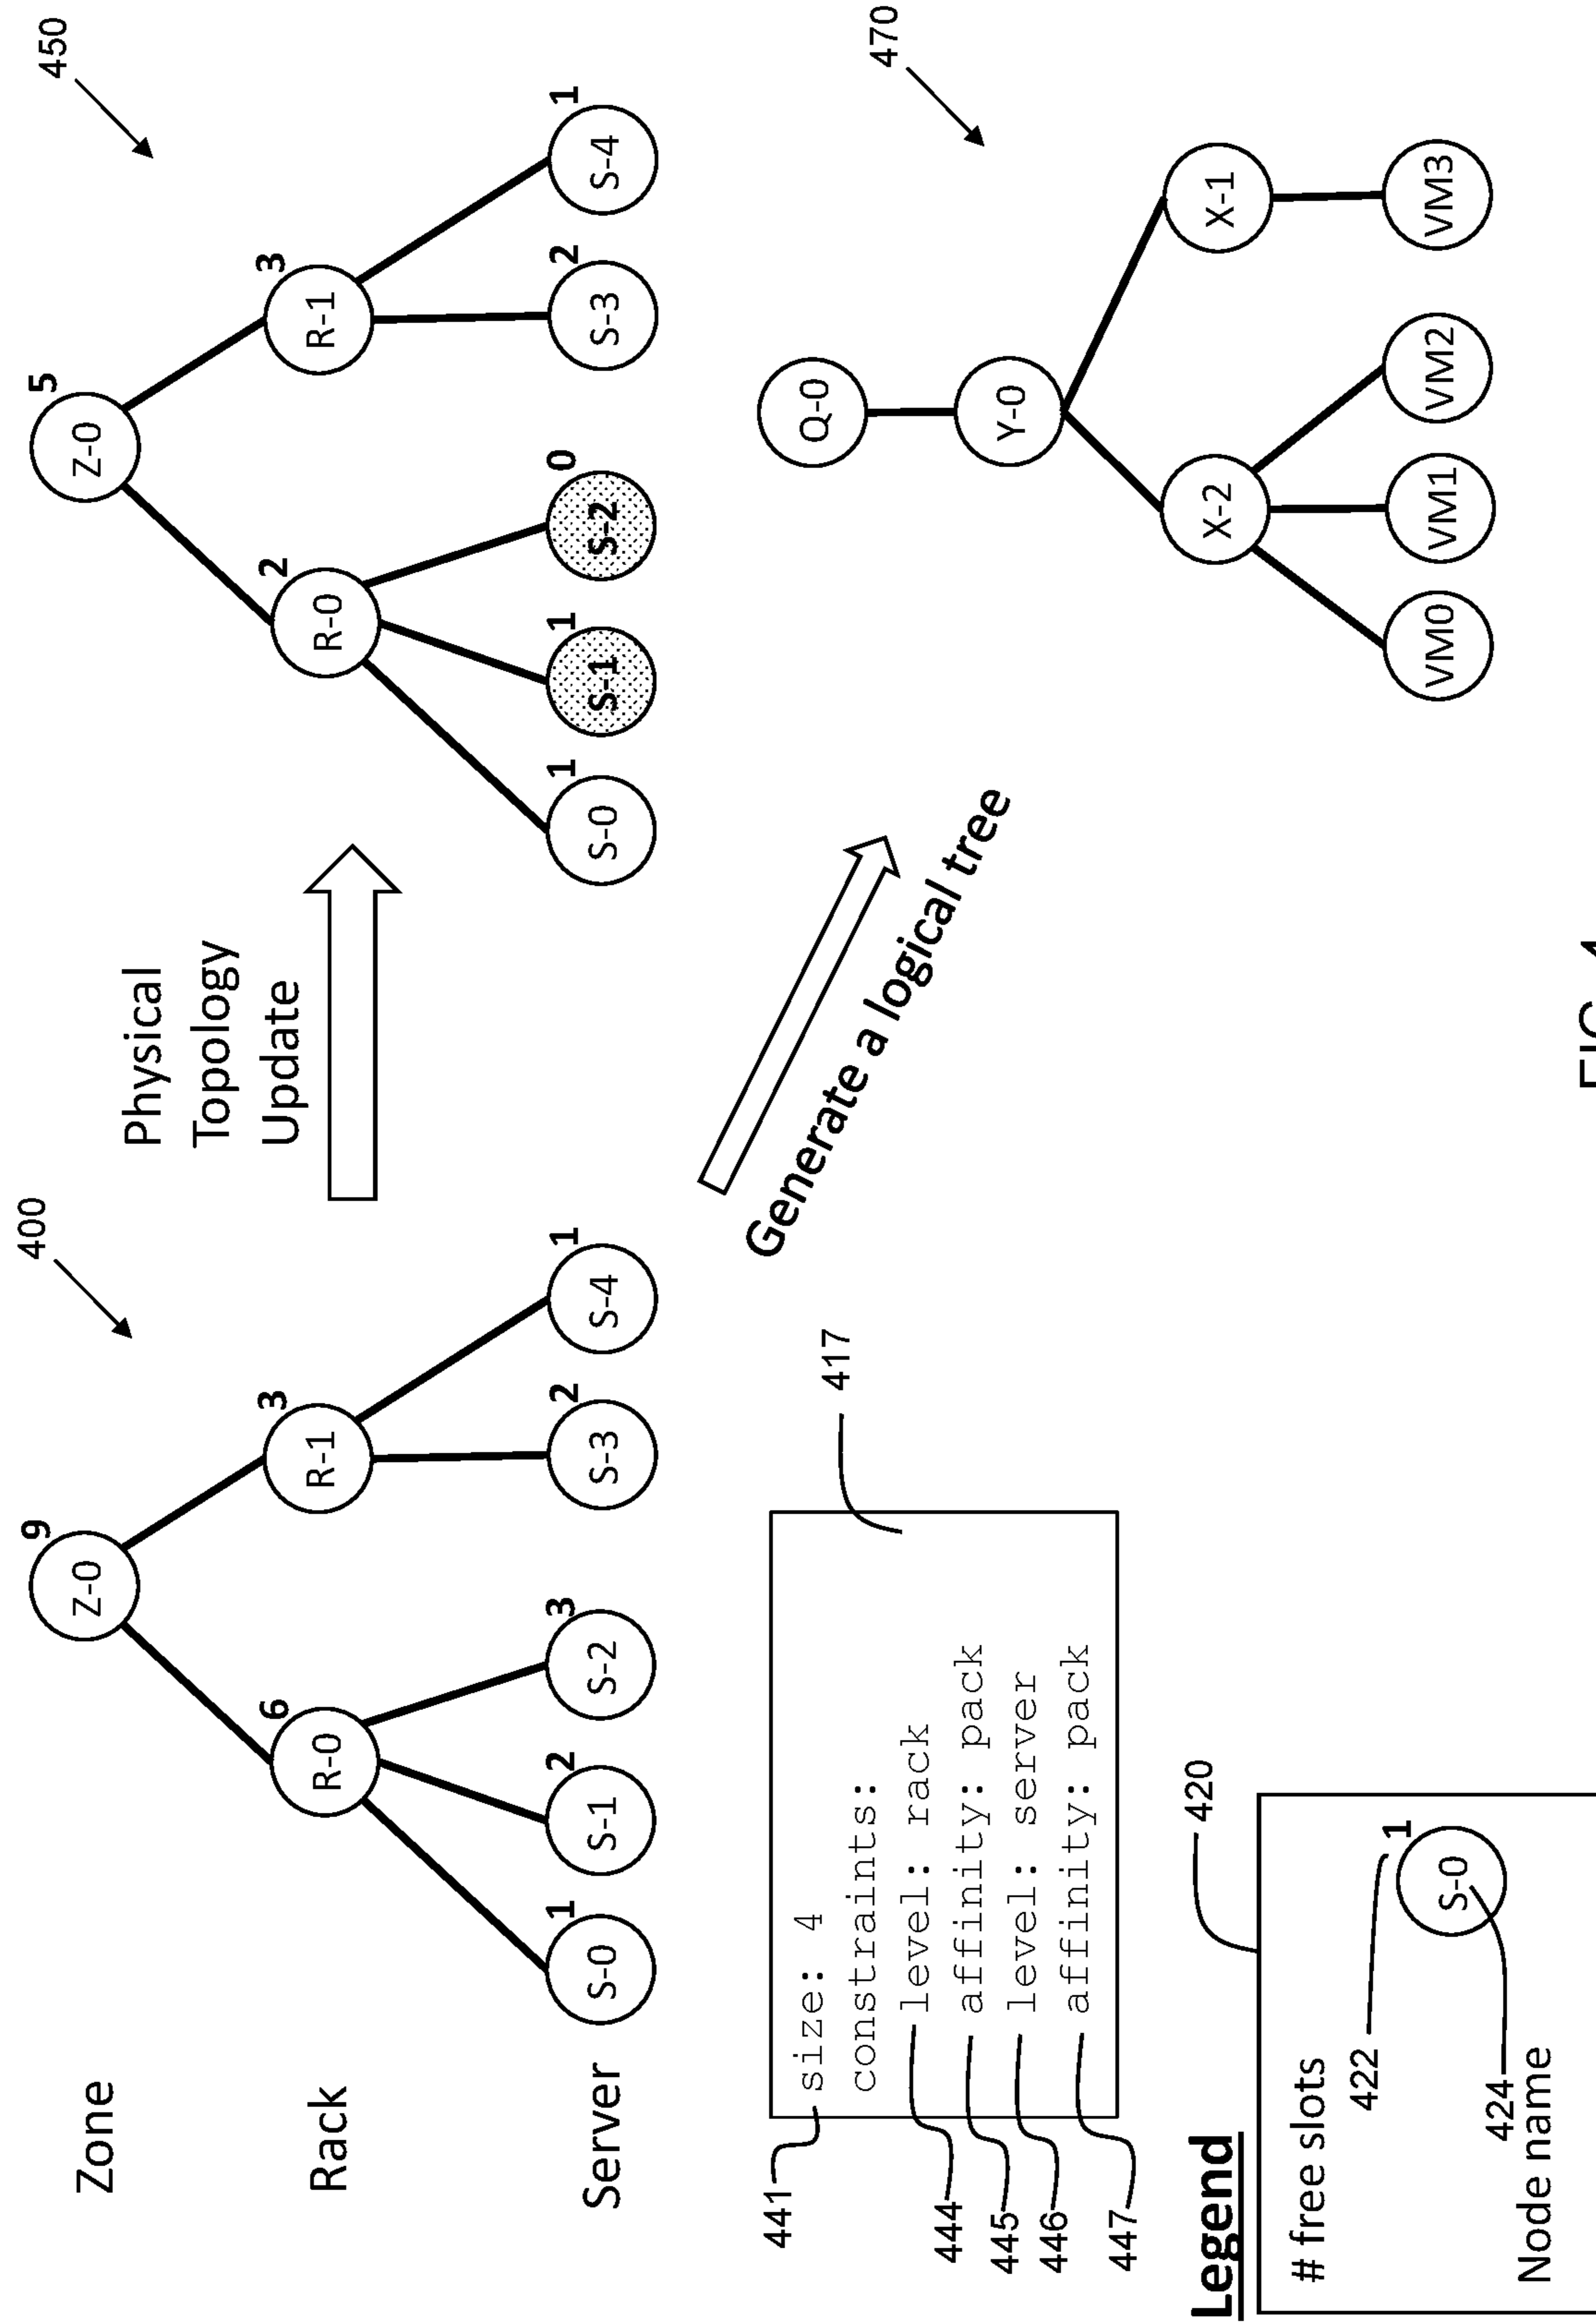 Zone
Rack
Server
400
Z-0
9
R-0
6
R-1
3
S-0
1
S-1
2
S-2
3
S-3
2
S-4
1
Physical
Topology
Update
450
Z-0
5
R-0
2
R-1
3
S-0
1
S-1
1
S-2
0
S-3
2
S-4
1
441
size: 4
constraints:
444
level: rack
445
affinity: pack
446
level: server
447
affinity: pack
417
Generate a logical tree
470
Q-0
Y-0
X-2
X-1
VM0
VM1
VM2
VM3
Legend
420
# free slots
422
1
S-0
424
Node name